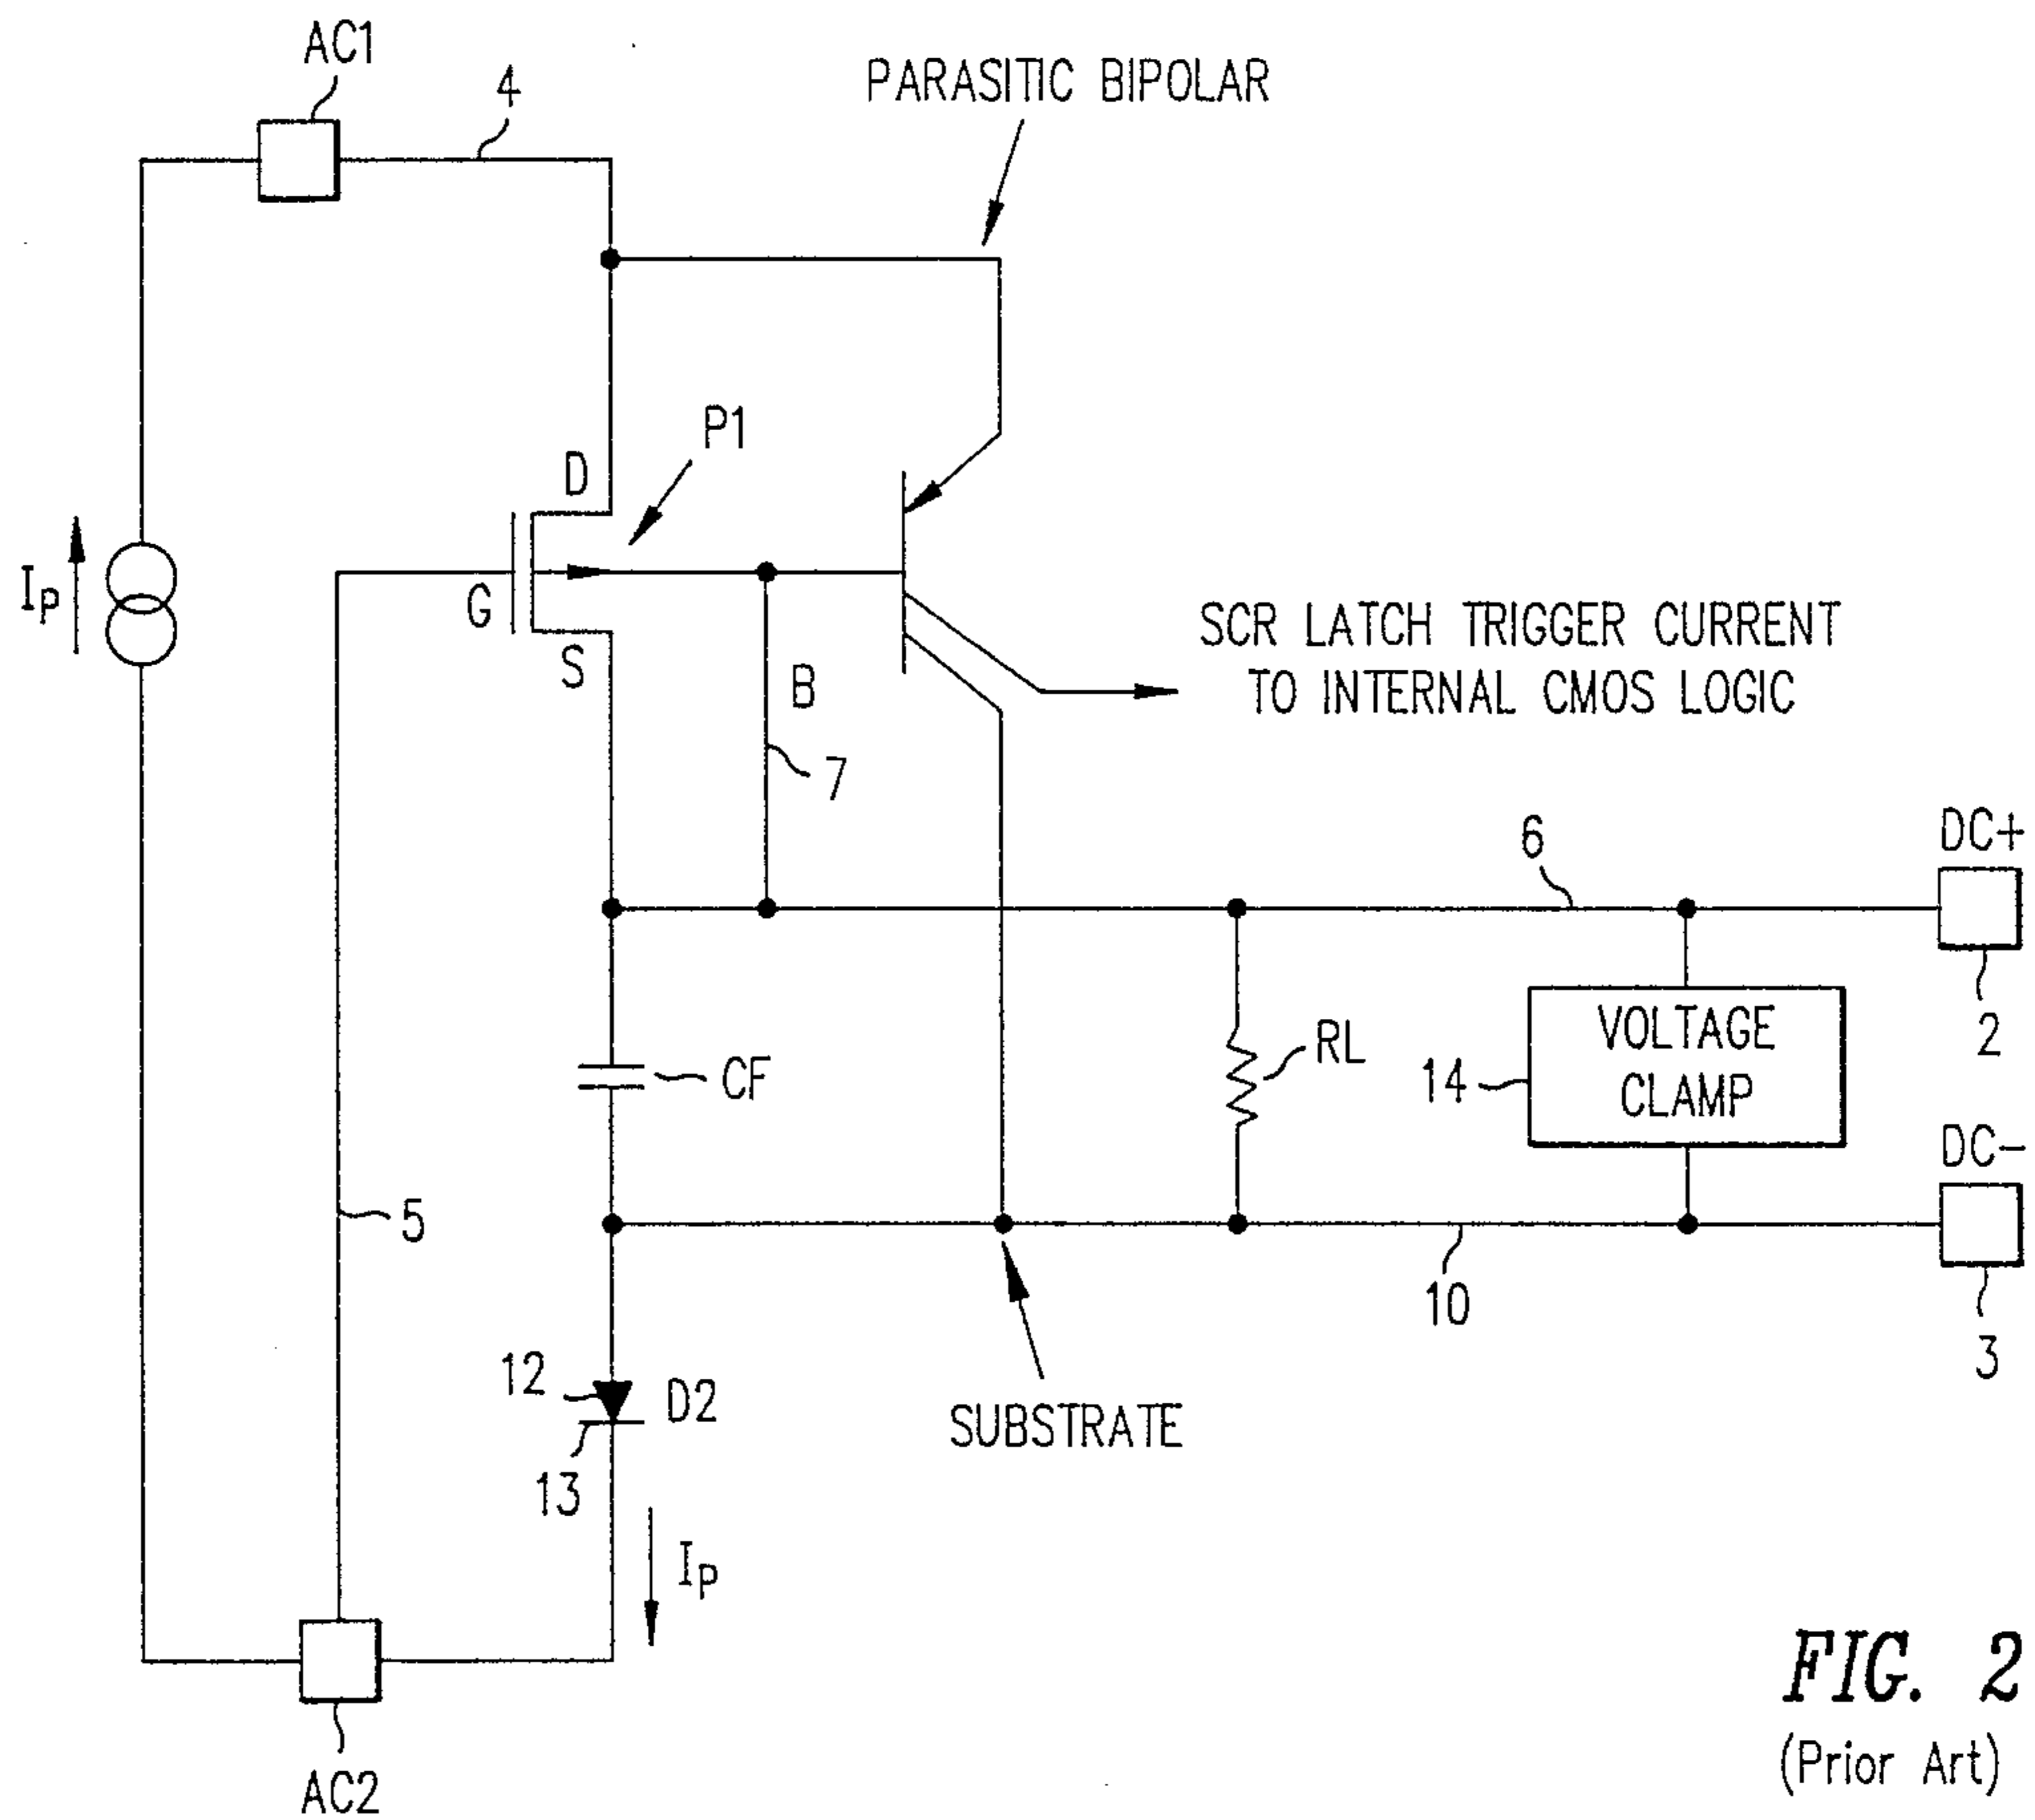 AC1
4
PARASITIC BIPOLAR
P1
D
Ip
G
S
B
SCR LATCH TRIGGER CURRENT
TO INTERNAL CMOS LOGIC
7
6
DC+
2
CF
RL
VOLTAGE
CLAMP
14
DC-
3
5
10
12
D2
13
SUBSTRATE
Ip
AC2
FIG. 2
(Prior Art)